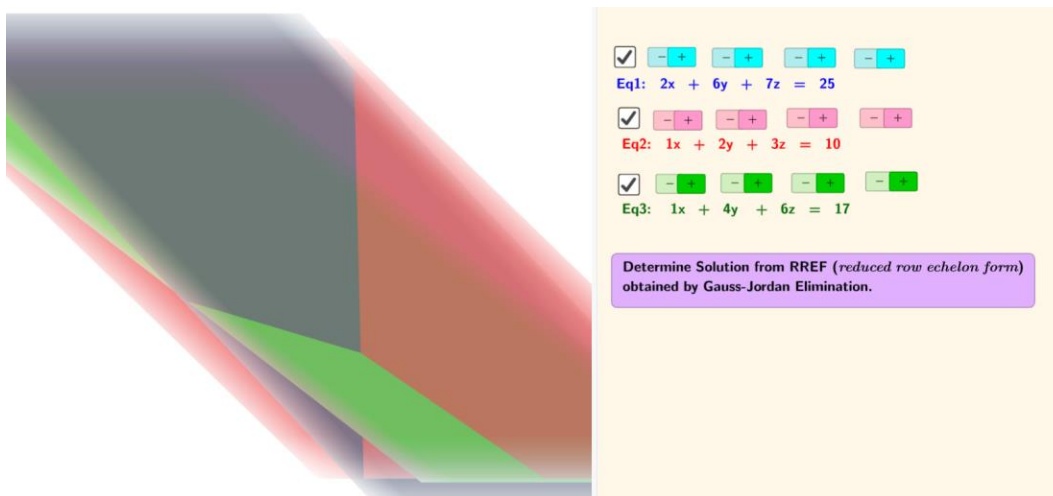 − + − + − + − +
Eq1: 2x + 6y + 7z = 25
− + − + − + − +
Eq2: 1x + 2y + 3z = 10
− + − + − + − +
Eq3: 1x + 4y + 6z = 17
Determine Solution from RREF (reduced row echelon form)
obtained by Gauss-Jordan Elimination.